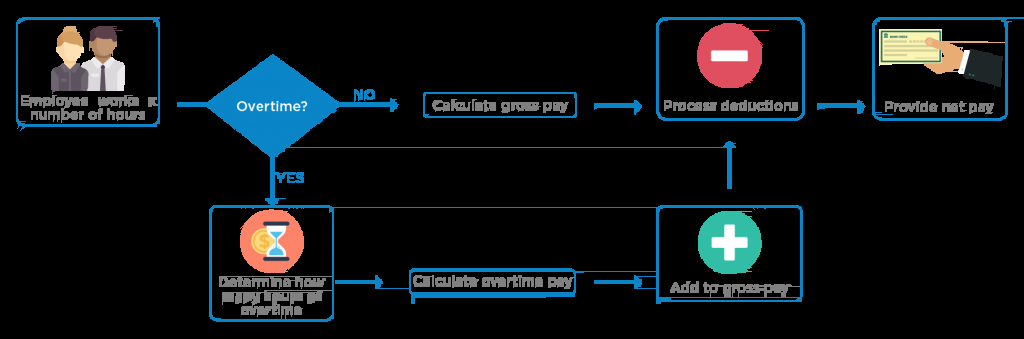 Employee works x
number of hours
Overtime?
NO
Calculate gross pay
Process deductions
Provide net pay
YES
Determine how
many hours of
overtime
Calculate overtime pay
Add to gross pay